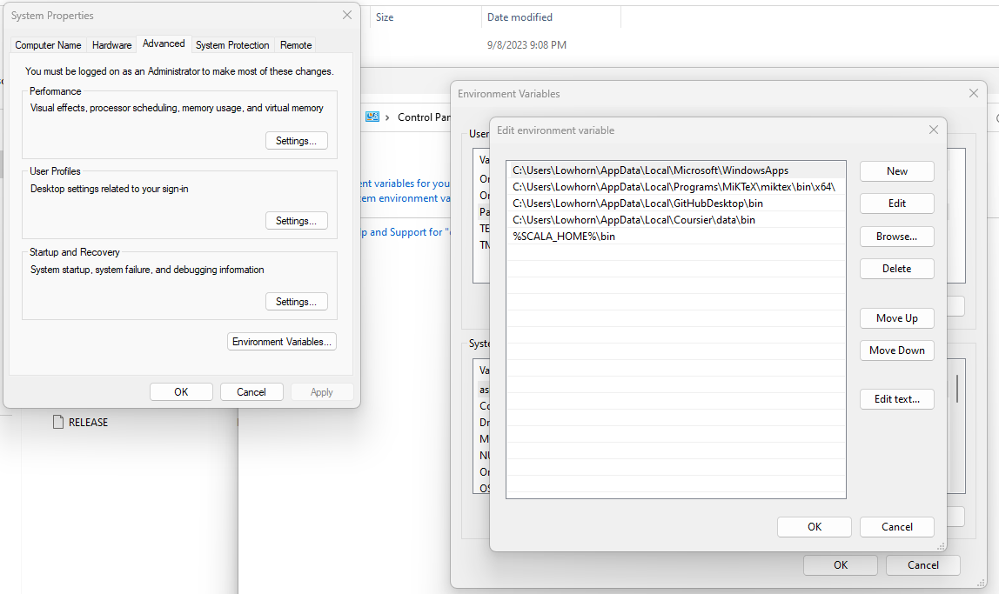 System Properties
Computer Name Hardware Advanced System Protection Remote
You must be logged on as an Administrator to make most of these changes.
Perfomance
Visual effects, processor scheduling, memory usage, and virtual memory
Settings...
User Profiles
Desktop settings related to your sign-in
Settings...
Startup and Recovery
System startup, system failure, and debugging information
Settings...
Environment Variables...
OK Cancel Apply
RELEASE
Size Date modified
9/8/2023 9:08 PM
Control Pan
ent variables for you
tem environment va
p and Support for "
Environment Variables
User
Va
On
On
Pa
TE
TM
Syste
Va
as
Co
Dr
NU
OS
OK Cancel
Edit environment variable
C:\Users\Lowhorn\AppData\Local\Microsoft\WindowsApps
C:\Users\Lowhorn\AppData\Local\Programs\MiKTeX\miktex\bin\x64\
C:\Users\Lowhorn\AppData\Local\GitHubDesktop\bin
C:\Users\Lowhorn\AppData\Local\Coursier\data\bin
%SCALA_HOME%\bin
New
Edit
Browse...
Delete
Move Up
Move Down
Edit text...
OK Cancel